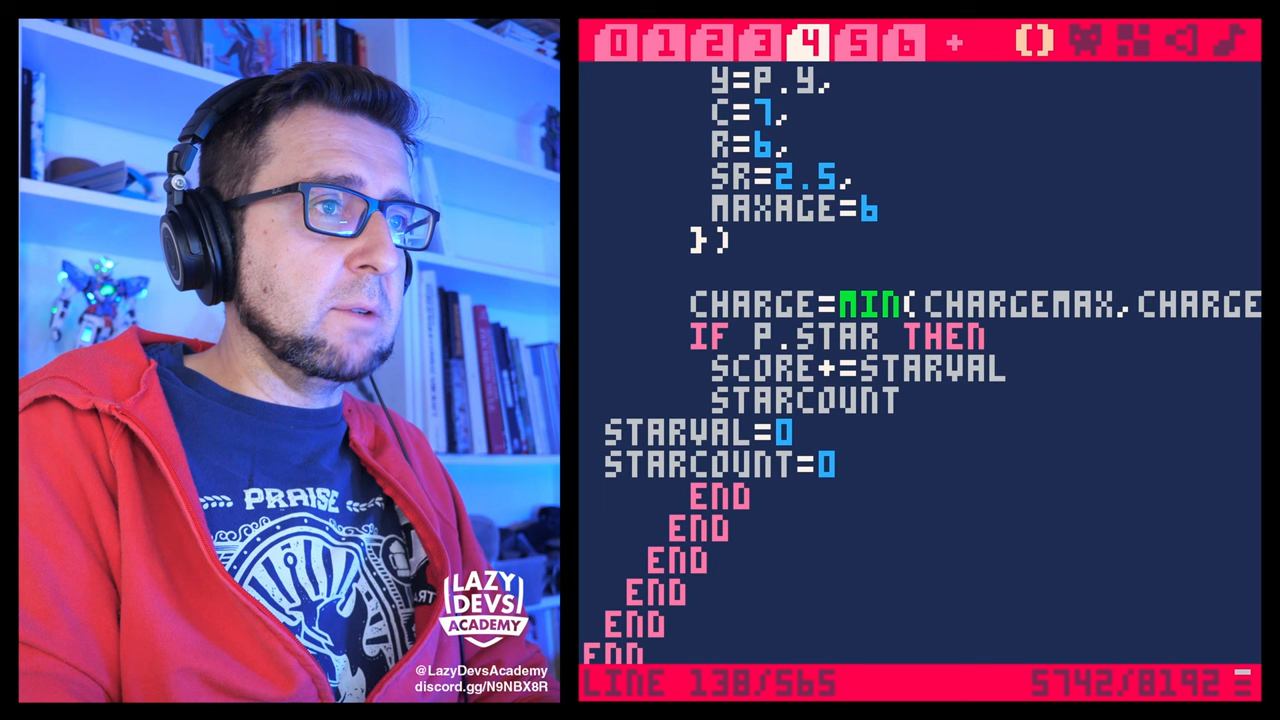 PRAISE
LAZY
DEVS
ACADEMY
@LazyDevsAcademy
discord.gg/N9NBX8R
0 1 2 3 4 5 6 +
Y=P.Y,
C=7,
R=6,
SR=2.5,
MAXAGE=6
})
CHARGE=MIN(CHARGEMAX,CHARGE
IF P.STAR THEN
SCORE+=STARVAL
STARCOUNT
STARVAL=0
STARCOUNT=0
END
END
END
END
END
END
LINE 138/565
5742/8192